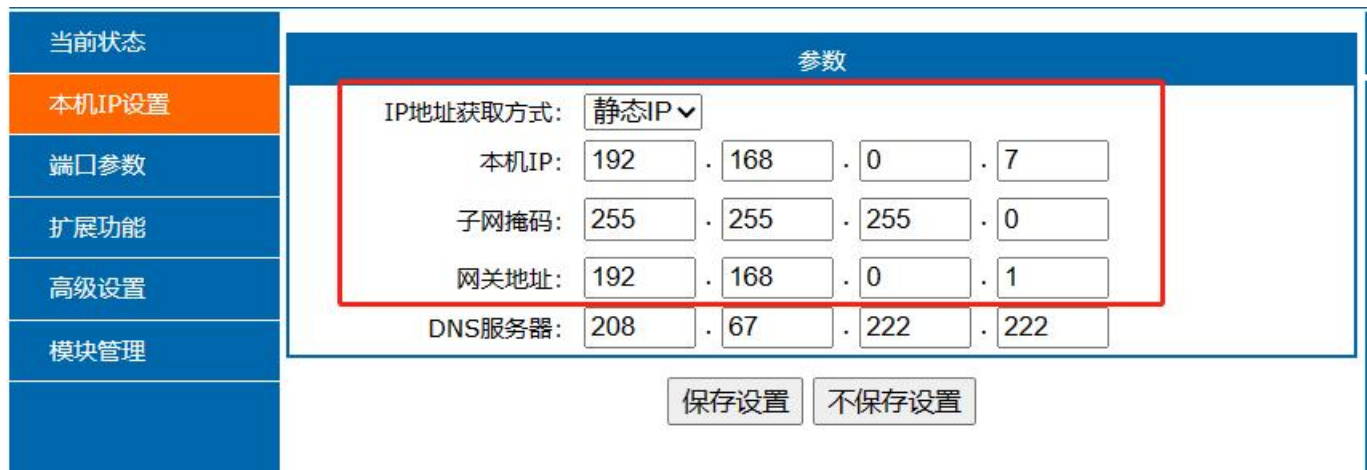 当前状态
本机IP设置
端口参数
扩展功能
高级设置
模块管理
参数
IP地址获取方式: 静态IP
本机IP: 192 . 168 . 0 . 7
子网掩码: 255 . 255 . 255 . 0
网关地址: 192 . 168 . 0 . 1
DNS服务器: 208 . 67 . 222 . 222
保存设置 不保存设置